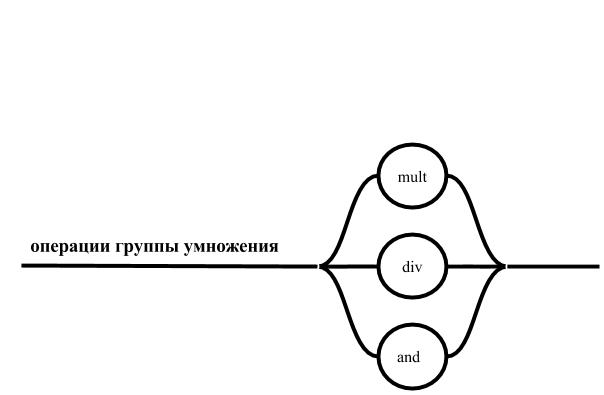 mult
операции группы умножения
div
and